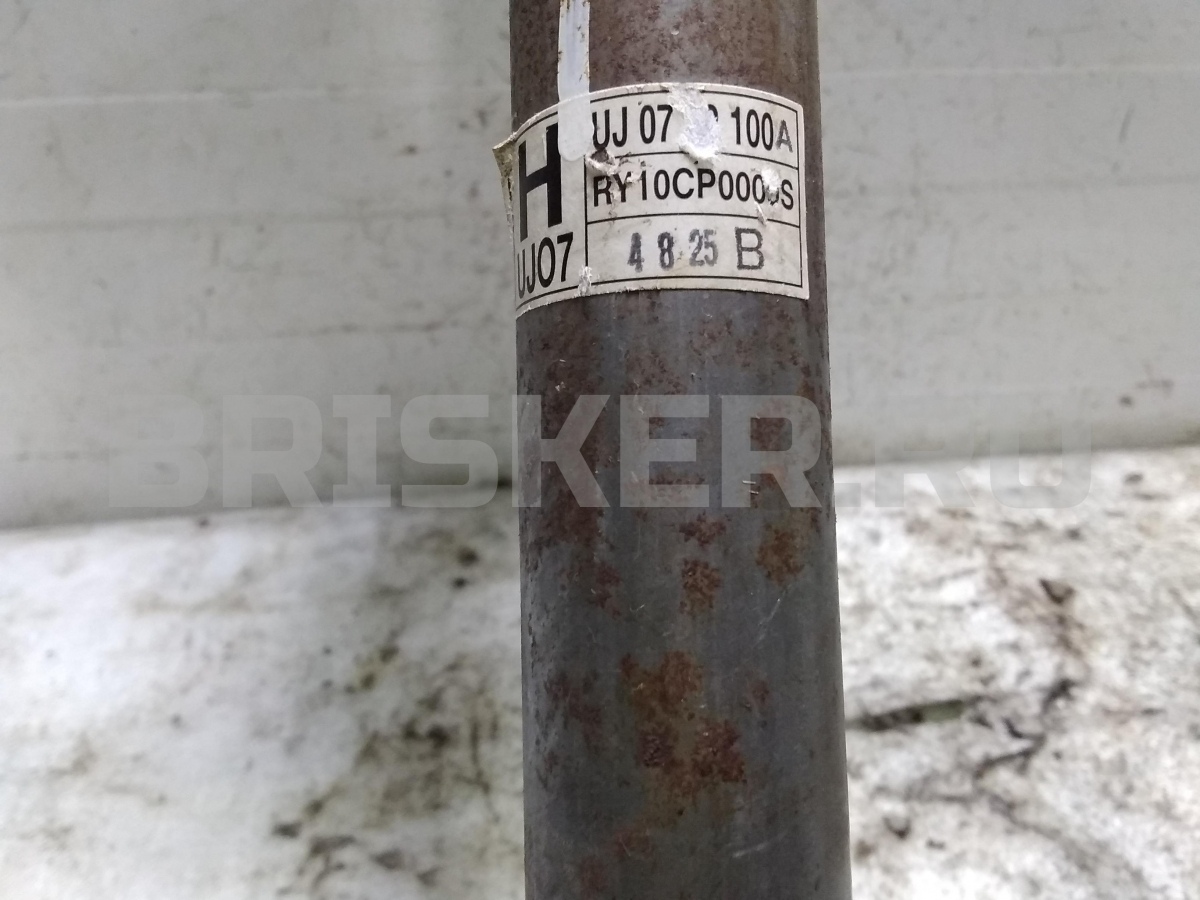 H
UJ07
UJ 07 100A
RY10CP000
4 8 25 B
BRISKER.RU